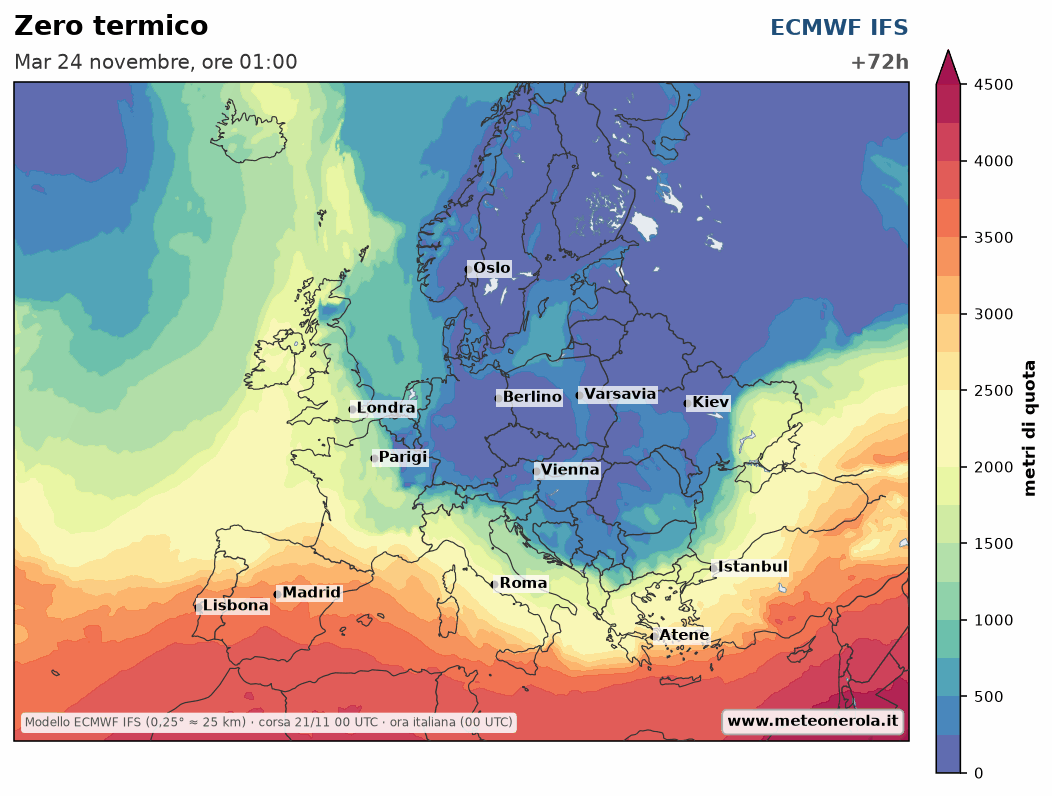 Zero termico
ECMWF IFS
Mar 24 novembre, ore 01:00
+72h
4500
4000
3500
3000
2500
2000
1500
1000
500
0
metri di quota
Oslo
Berlino
Varsavia
Kiev
Londra
Parigi
Vienna
Istanbul
Roma
Madrid
Lisbona
Atene
Modello ECMWF IFS (0,25° ≈ 25 km) · corsa 21/11 00 UTC · ora italiana (00 UTC)
www.meteonerola.it